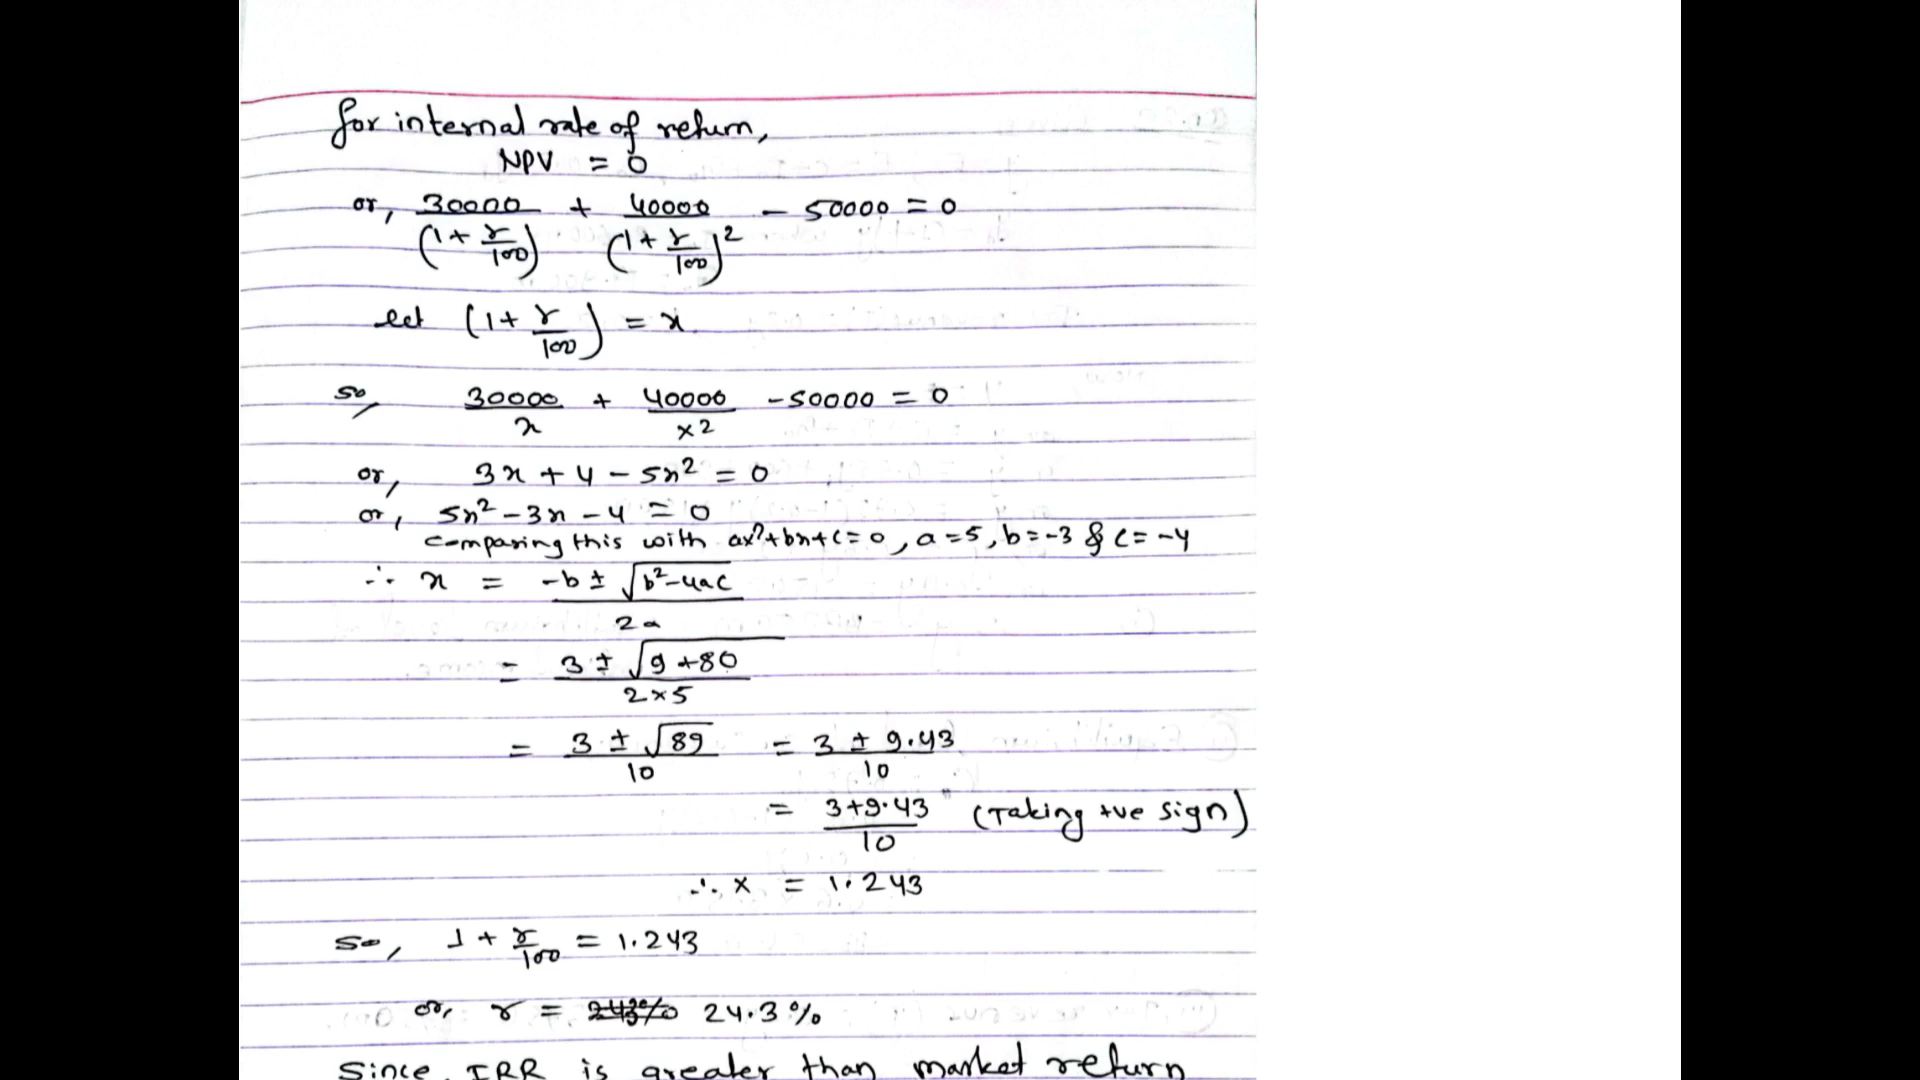 for internal rate of return,
NPV = 0
or, 30000/(1+r/100) + 40000/(1+r/100)² - 50000 = 0
let (1+r/100) = x
so, 30000/x + 40000/x2 - 50000 = 0
or, 3x + 4 - 5x² = 0
or, 5x² - 3x - 4 = 0
comparing this with ax²+bx+c=0, a=5, b=-3 & c=-4
∴ x = -b ± √b²-4ac / 2a
= 3 ± √9+80 / 2×5
= 3 ± √89 / 10 = 3 ± 9.43 / 10
= 3+9.43 / 10 (Taking +ve sign)
∴ x = 1.243
So, 1 + r/100 = 1.243
or, r = 243% 24.3%
Since, IRR is greater than market return